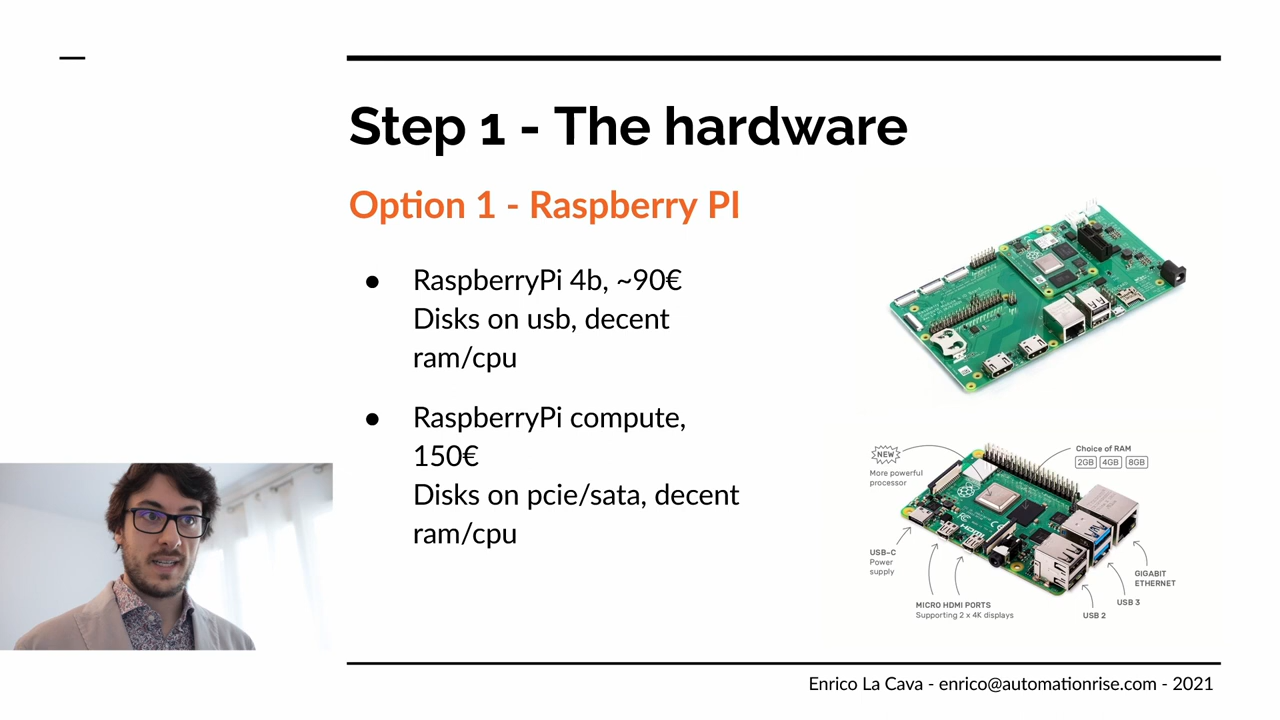 Step 1 - The hardware
Option 1 - Raspberry PI
● RaspberryPi 4b, ~90€
Disks on usb, decent
ram/cpu
● RaspberryPi compute,
150€
Disks on pcie/sata, decent
ram/cpu
NEW
More powerful
processor
Choice of RAM
2GB 4GB 8GB
USB-C
Power
supply
MICRO HDMI PORTS
Supporting 2 x 4K displays
GIGABIT
ETHERNET
USB 3
USB 2
Enrico La Cava - enrico@automationrise.com - 2021